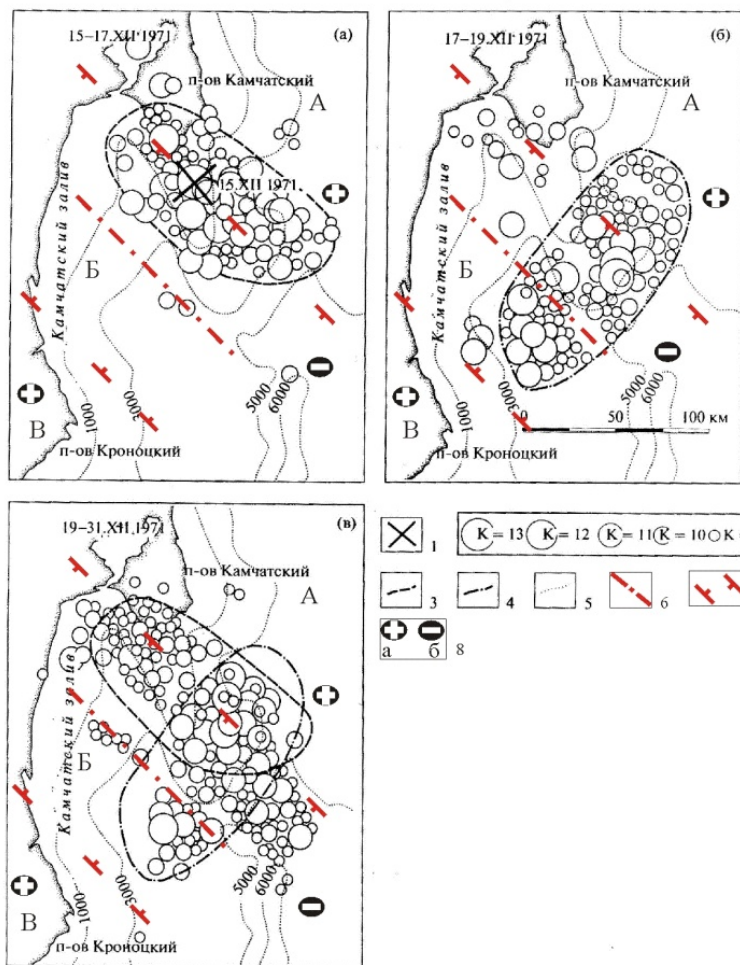 15–17.XII 1971
(а)
п-ов Камчатский
А
15.XII 1971
Камчатский залив
Б
1000
3000
5000
6000
В
п-ов Кроноцкий
17–19.XII 1971
(б)
п-ов Камчатский
А
Камчатский залив
Б
1000
3000
5000
6000
0 50 100 км
В
п-ов Кроноцкий
19–31.XII 1971
(в)
п-ов Камчатский
А
Камчатский залив
Б
1000
3000
5000
6000
В
п-ов Кроноцкий
1
К = 13 К = 12 К = 11 К = 10 К
3 4 5 6
а б 8